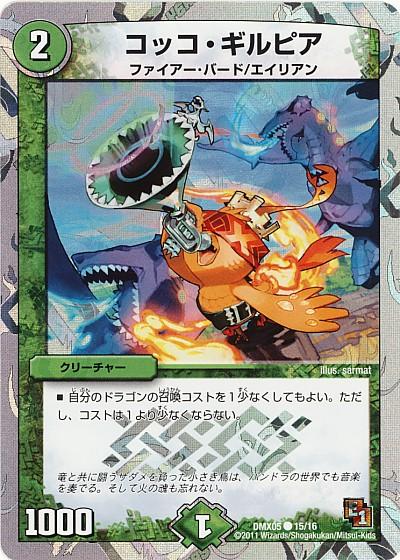 2
コッコ・ギルピア
ファイアー・バード/エイリアン
illus. sarmat
クリーチャー
■ 自分のドラゴンの召喚コストを1少なくしてもよい。ただ
し、コストは1より少なくならない。
竜と共に闘うサダメを負った小さき鳥は、パンドラの世界でも音楽
を奏でる。そして火の魂も忘れない。
1000
1
DMX05 ● 15/16
©2011 Wizards/Shogakukan/Mitsui-Kids